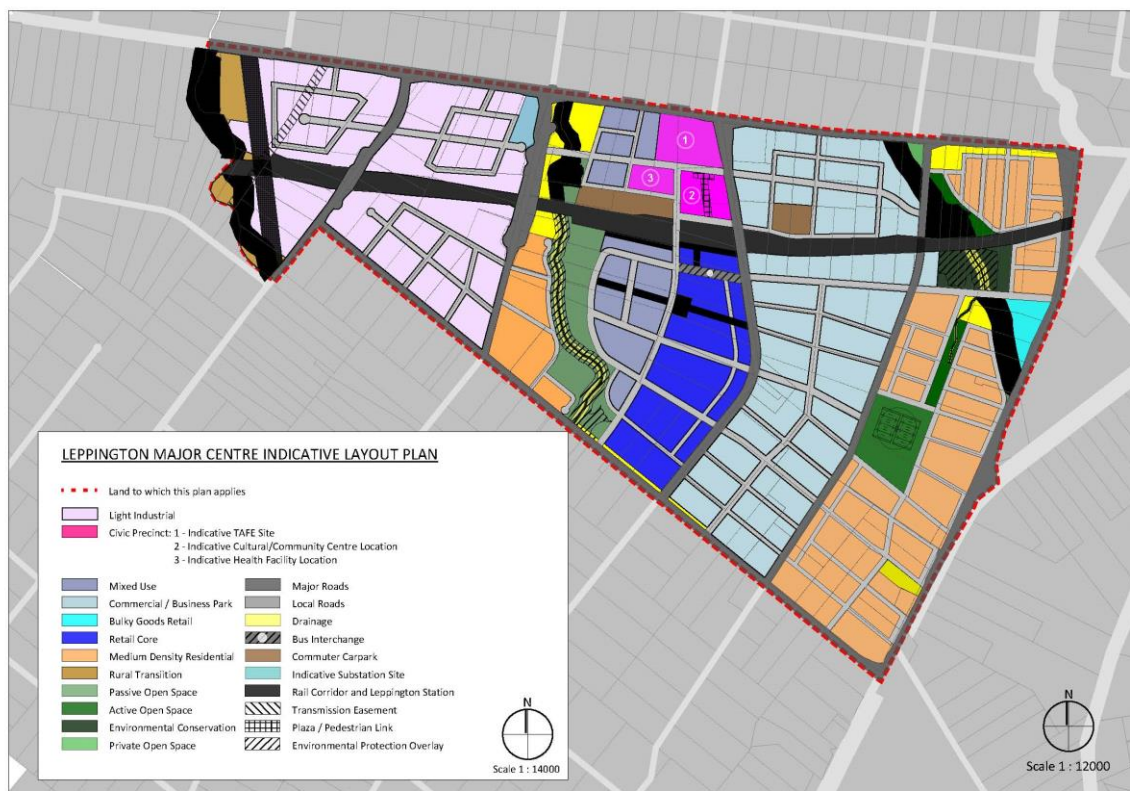 1
3
2
LEPPINGTON MAJOR CENTRE INDICATIVE LAYOUT PLAN
Land to which this plan applies
Light Industrial
Civic Precinct: 1 - Indicative TAFE Site
2 - Indicative Cultural/Community Centre Location
3 - Indicative Health Facility Location
Mixed Use
Commercial / Business Park
Bulky Goods Retail
Retail Core
Medium Density Residential
Rural Transiition
Passive Open Space
Active Open Space
Environmental Conservation
Private Open Space
Major Roads
Local Roads
Drainage
Bus Interchange
Commuter Carpark
Indicative Substation Site
Rail Corridor and Leppington Station
Transmission Easement
Plaza / Pedestrian Link
Environmental Protection Overlay
N
Scale 1 : 14000
N
Scale 1 : 12000